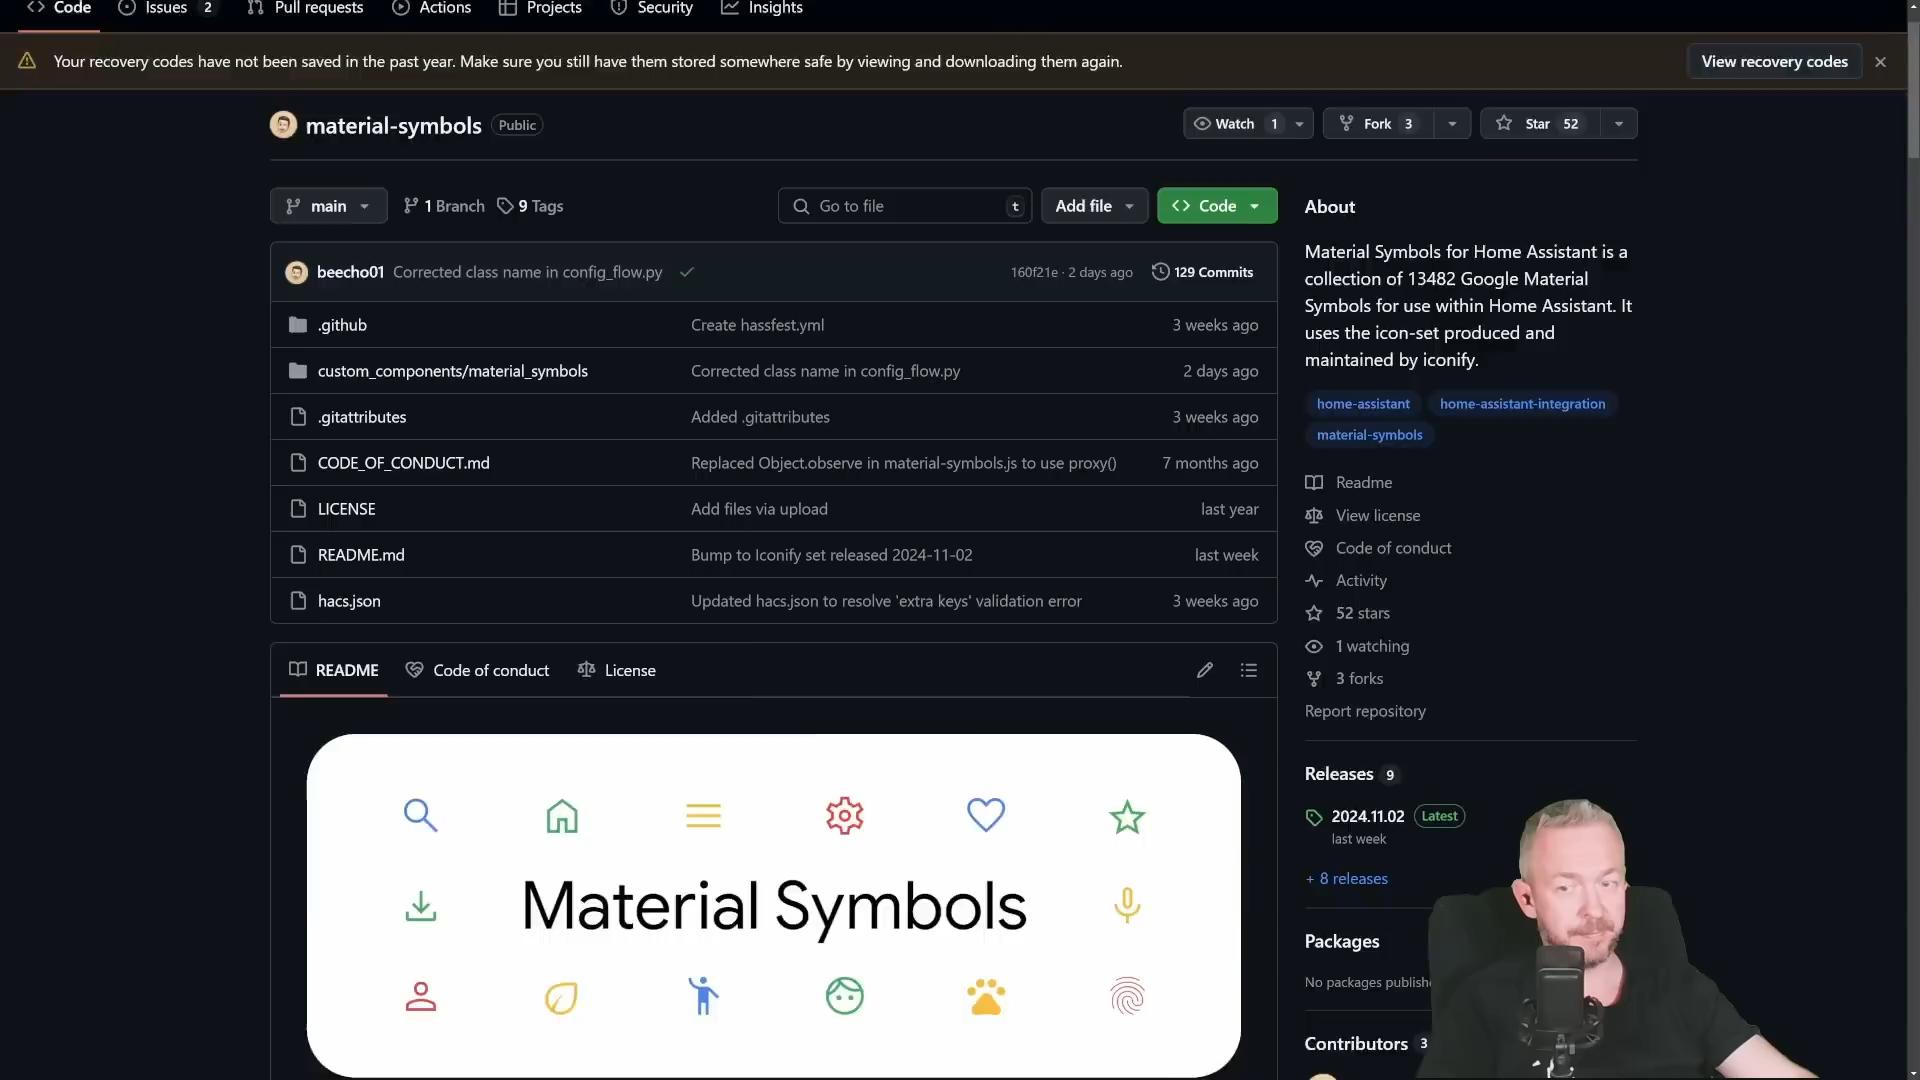 Code Issues 2 Pull requests Actions Projects Security Insights
Your recovery codes have not been saved in the past year. Make sure you still have them stored somewhere safe by viewing and downloading them again.
View recovery codes
material-symbols Public
Watch 1 Fork 3 Star 52
main 1 Branch 9 Tags
Go to file t Add file Code
beecho01 Corrected class name in config_flow.py 160f21e · 2 days ago 129 Commits
.github Create hassfest.yml 3 weeks ago
custom_components/material_symbols Corrected class name in config_flow.py 2 days ago
.gitattributes Added .gitattributes 3 weeks ago
CODE_OF_CONDUCT.md Replaced Object.observe in material-symbols.js to use proxy() 7 months ago
LICENSE Add files via upload last year
README.md Bump to Iconify set released 2024-11-02 last week
hacs.json Updated hacs.json to resolve 'extra keys' validation error 3 weeks ago
README Code of conduct License
Material Symbols
About
Material Symbols for Home Assistant is a
collection of 13482 Google Material
Symbols for use within Home Assistant. It
uses the icon-set produced and
maintained by iconify.
home-assistant home-assistant-integration
material-symbols
Readme
View license
Code of conduct
Activity
52 stars
1 watching
3 forks
Report repository
Releases 9
2024.11.02 Latest
last week
+ 8 releases
Packages
No packages publishe
Contributors 3